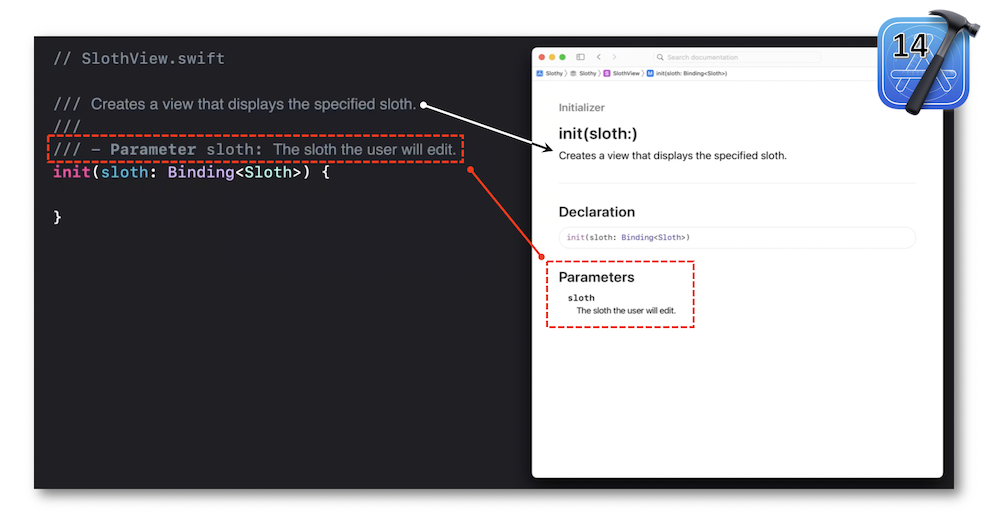 14
// SlothView.swift
/// Creates a view that displays the specified sloth.
///
/// – Parameter sloth: The sloth the user will edit.
init(sloth: Binding<Sloth>) {
}
Search documentation
Slothy 〉 Slothy 〉 S SlothView 〉 M init(sloth: Binding<Sloth>)
Initializer
init(sloth:)
Creates a view that displays the specified sloth.
Declaration
init(sloth: Binding<Sloth>)
Parameters
sloth
The sloth the user will edit.